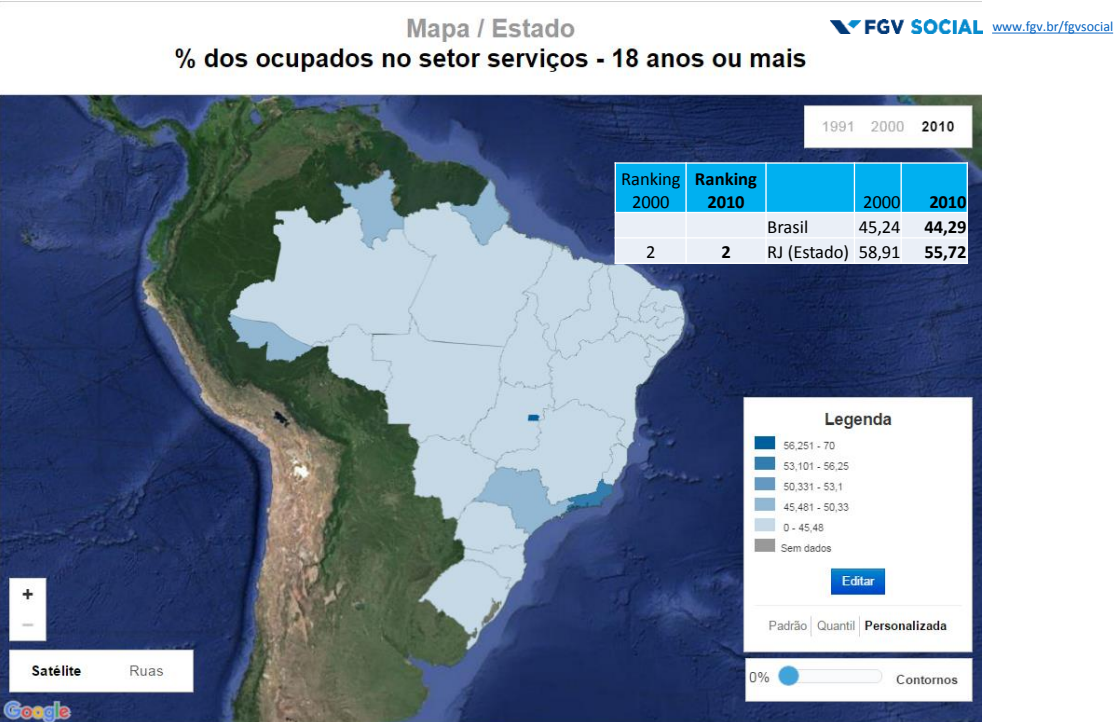 Mapa / Estado
FGV SOCIAL www.fgv.br/fgvsocial
% dos ocupados no setor serviços - 18 anos ou mais
1991 2000 2010
Ranking 2000 Ranking 2010 2000 2010
Brasil 45,24 44,29
2 2 RJ (Estado) 58,91 55,72
Legenda
56,251 - 70
53,101 - 56,25
50,331 - 53,1
45,481 - 50,33
0 - 45,48
Sem dados
Editar
Padrão Quantil Personalizada
0% Contornos
+
−
Satélite Ruas
Google